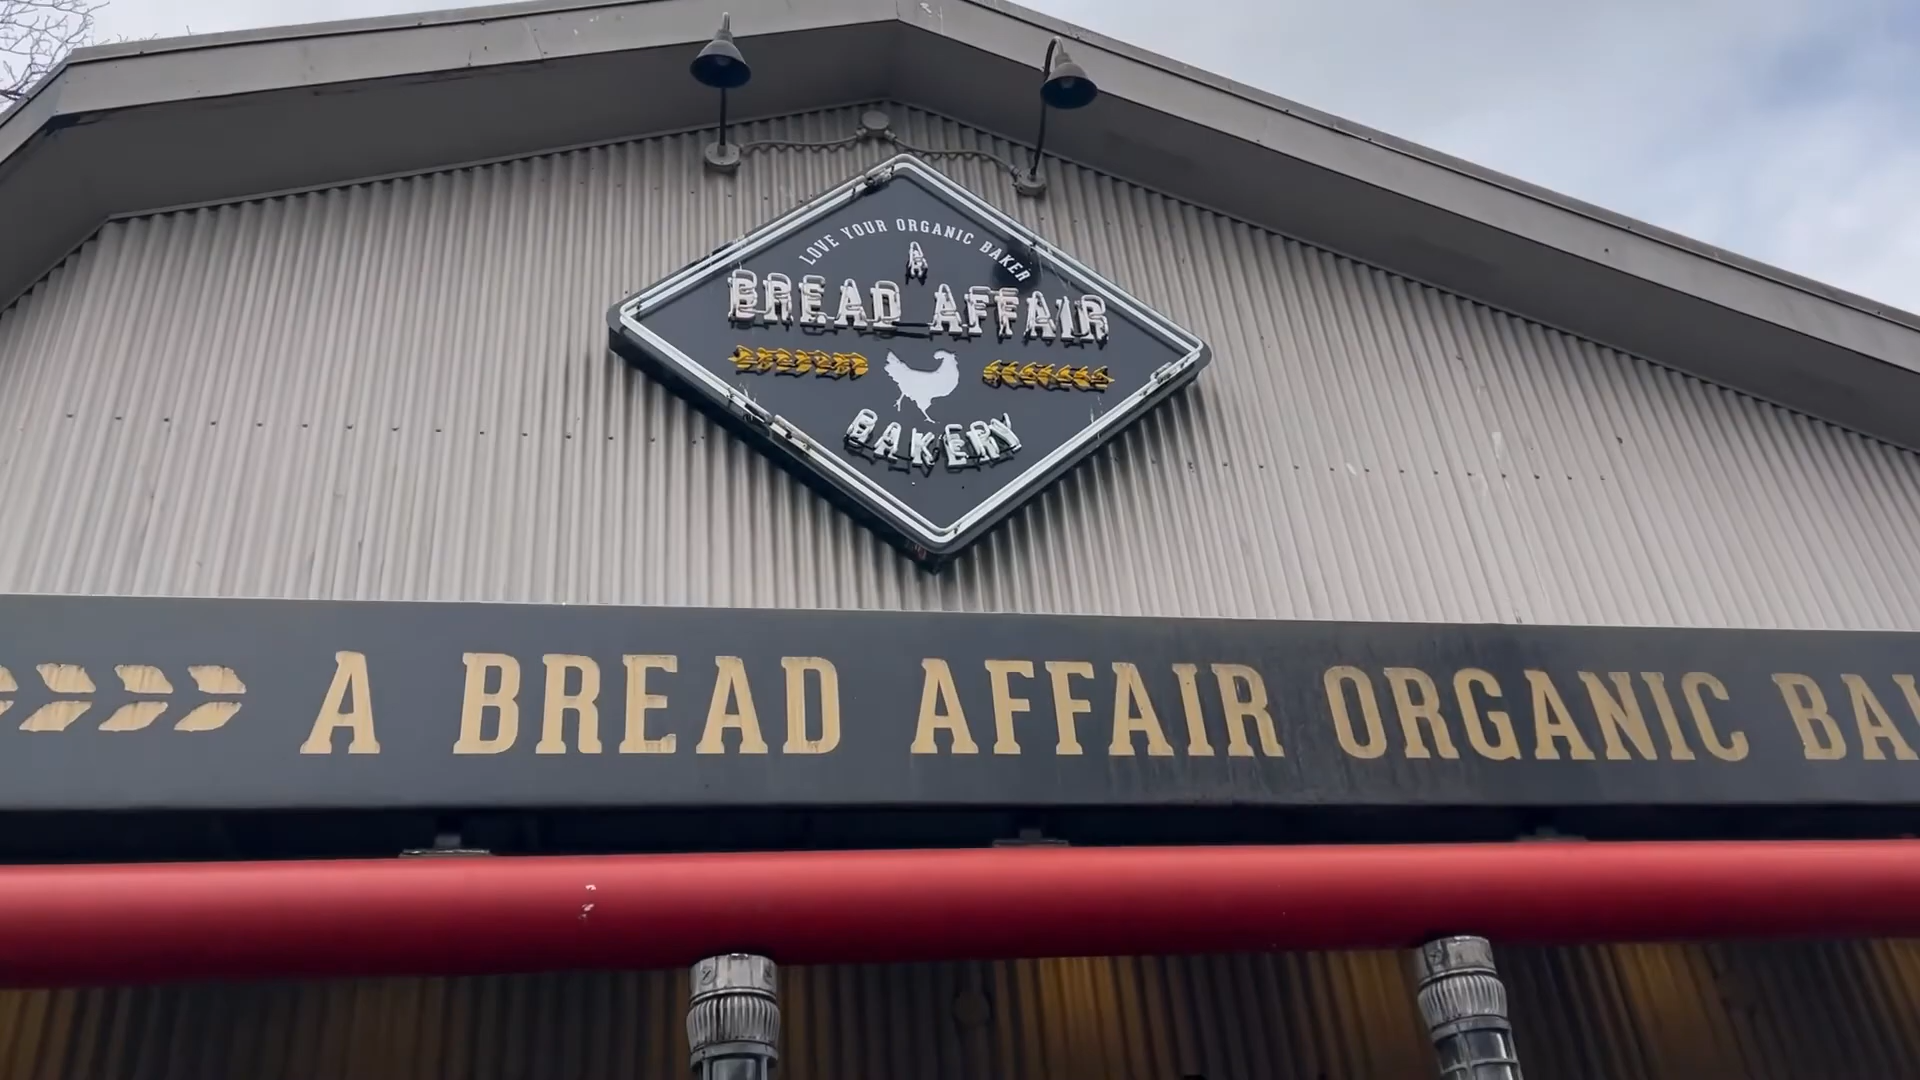 LOVE YOUR ORGANIC BAKER
A
BREAD AFFAIR
BAKERY
A BREAD AFFAIR ORGANIC BA